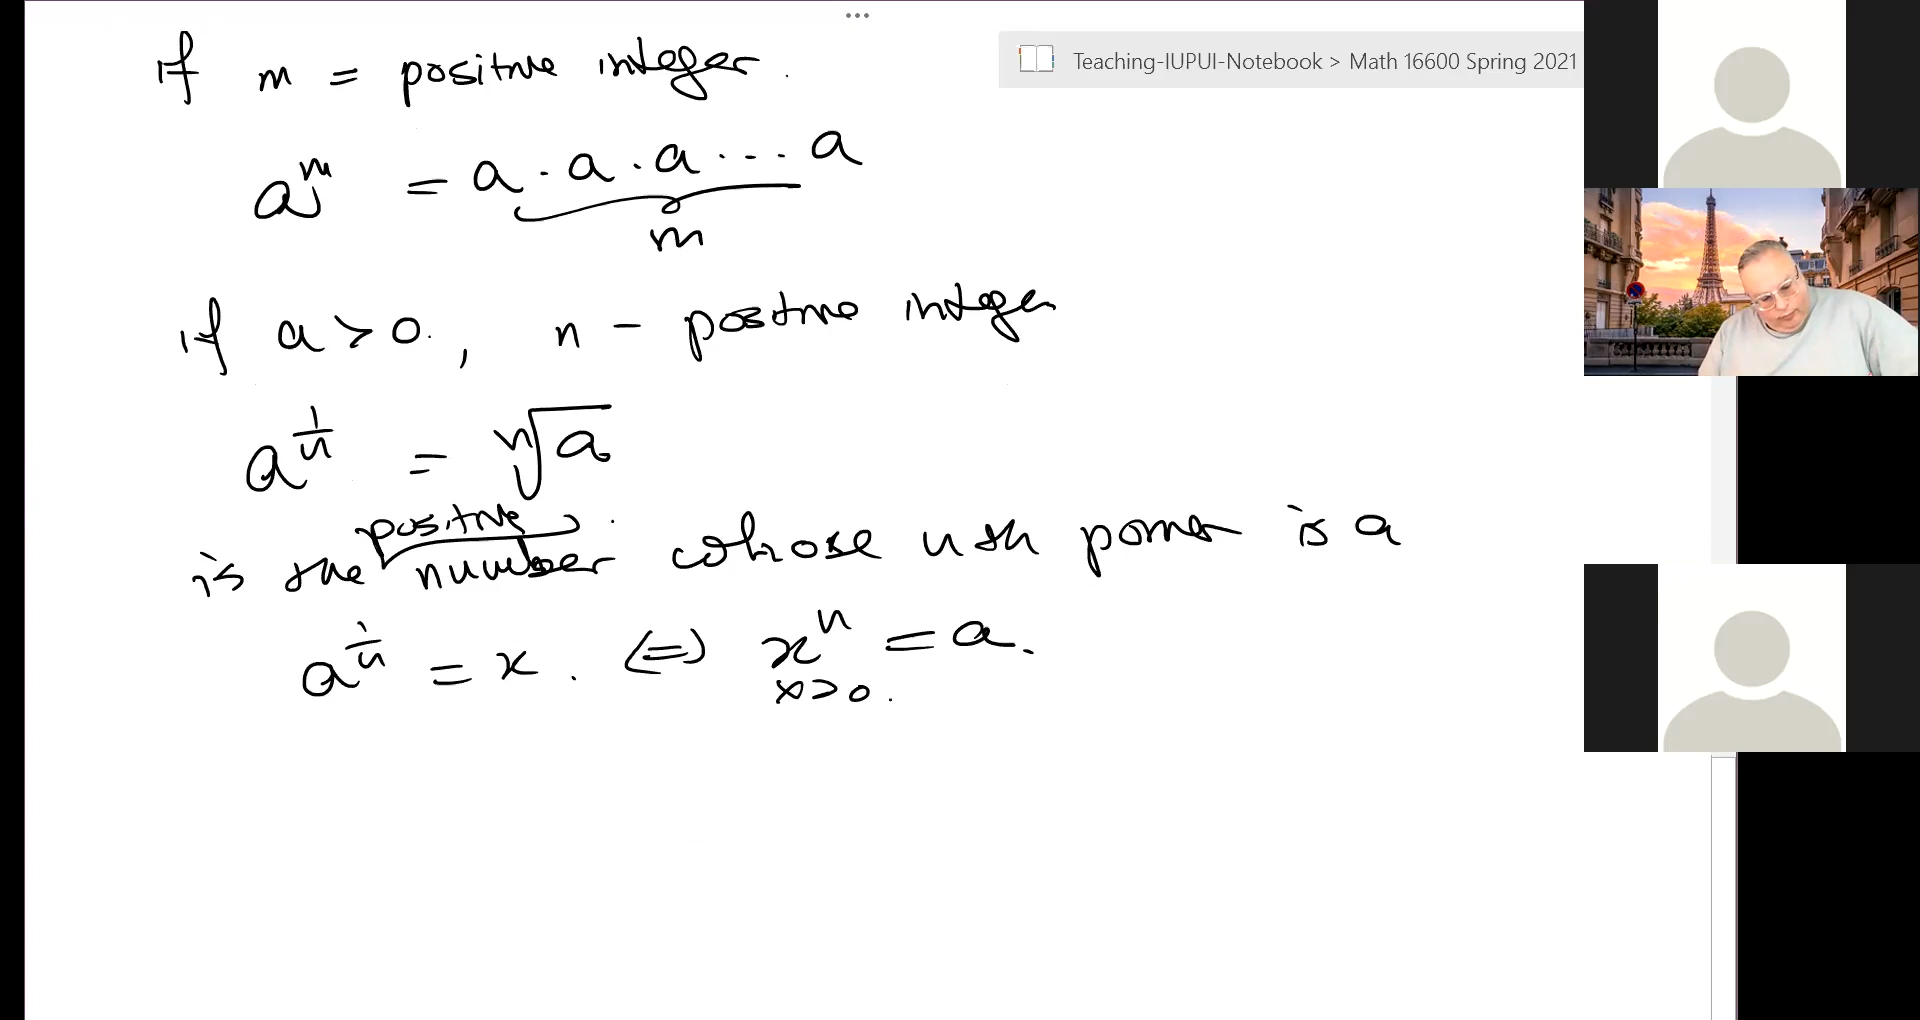 if m = positive integer.
Teaching-IUPUI-Notebook > Math 16600 Spring 2021
a^m = a · a · a ··· a
m
if a > 0. , n - positive integer
a^{1/n} = \sqrt[n]{a}
positive
is the number whose nth power is a
a^{1/n} = x. (=) x^n = a.
x > 0.